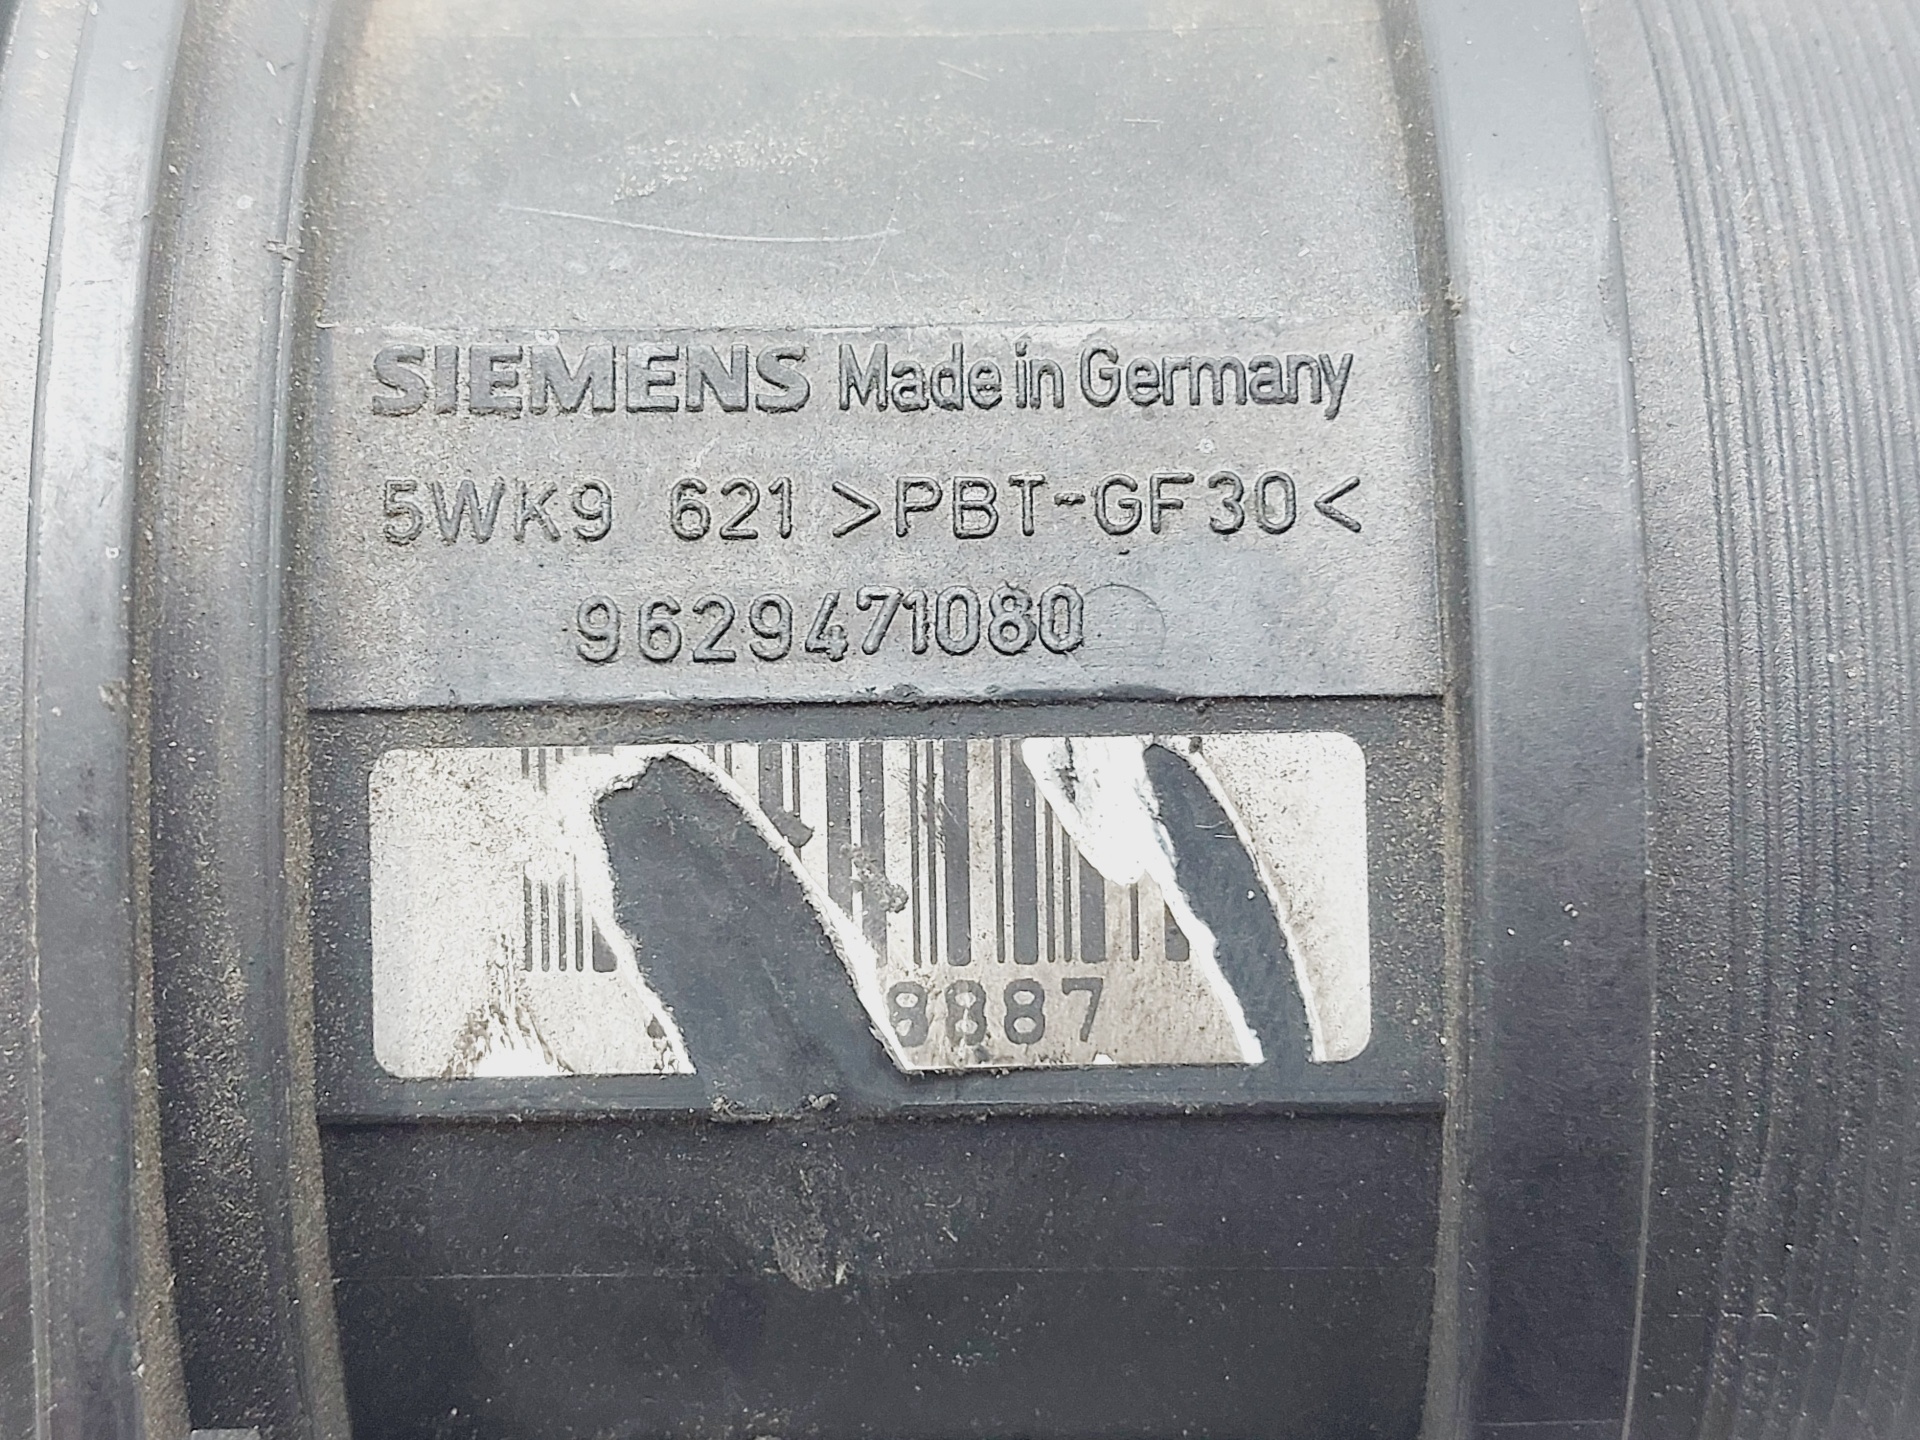 SIEMENS Made in Germany
5WK9 621 >PBT-GF30<
9629471080
8887